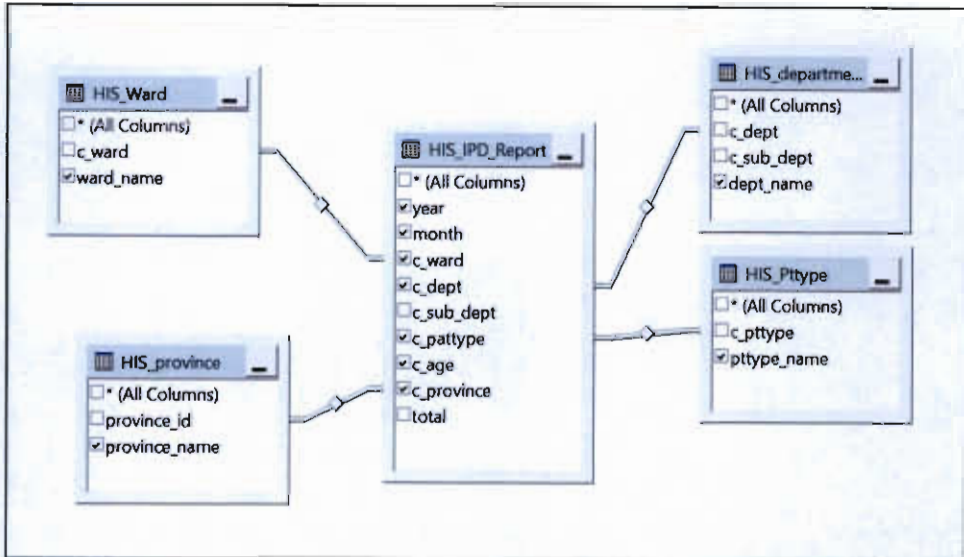 HIS_Ward
* (All Columns)
c_ward
ward_name
HIS_province
* (All Columns)
province_id
province_name
HIS_IPD_Report
* (All Columns)
year
month
c_ward
c_dept
c_sub_dept
c_pattype
c_age
c_province
total
HIS_departme...
* (All Columns)
c_dept
c_sub_dept
dept_name
HIS_Pttype
* (All Columns)
c_pttype
pttype_name